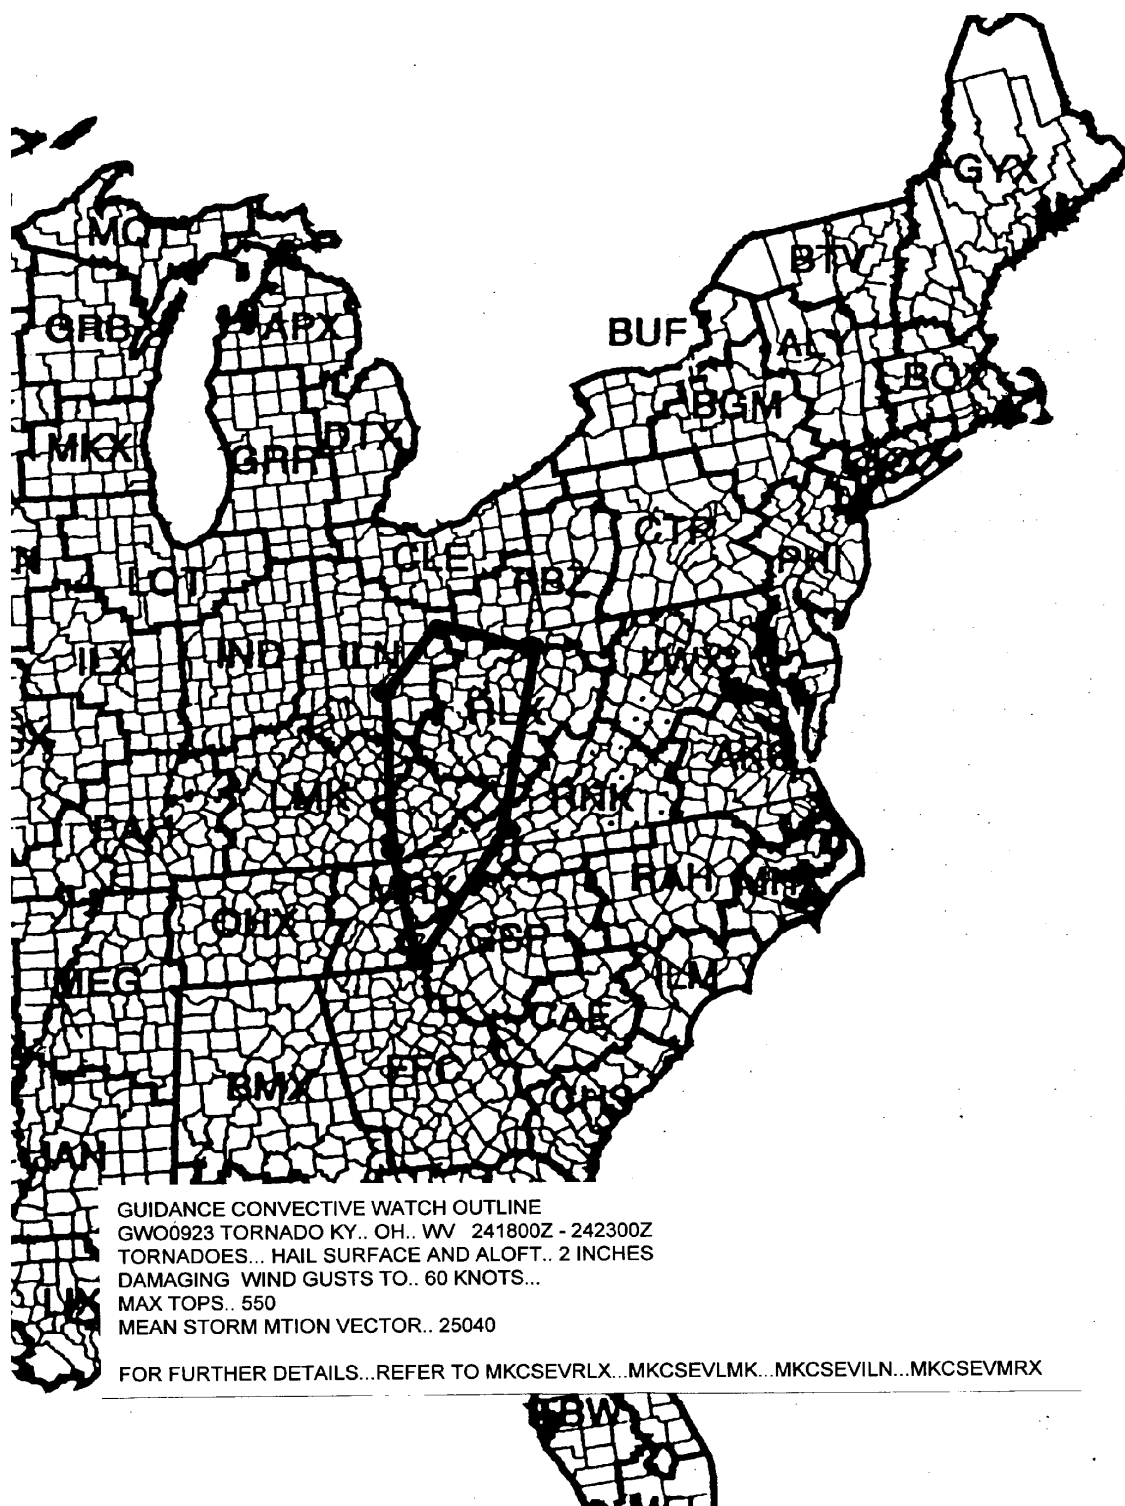 GYX
MQT
BTV
GRB
APX
BUF
ALY
BOX
BGM
MKX
DTX
GRR
CTP
CLE
PHI
LOT
PBZ
ILX
IND
ILN
LWX
RLX
AKQ
LMK
RNK
PAH
MRX
RAH
MHX
OHX
GSP
MEG
ILM
CAE
FFC
BMX
CHS
JAN
GUIDANCE CONVECTIVE WATCH OUTLINE
GWO0923 TORNADO KY.. OH.. WV 241800Z - 242300Z
TORNADOES... HAIL SURFACE AND ALOFT.. 2 INCHES
DAMAGING WIND GUSTS TO.. 60 KNOTS...
MAX TOPS.. 550
LIX
MEAN STORM MTION VECTOR.. 25040
FOR FURTHER DETAILS...REFER TO MKCSEVRLX...MKCSEVLMK...MKCSEVILN...MKCSEVMRX
TBW